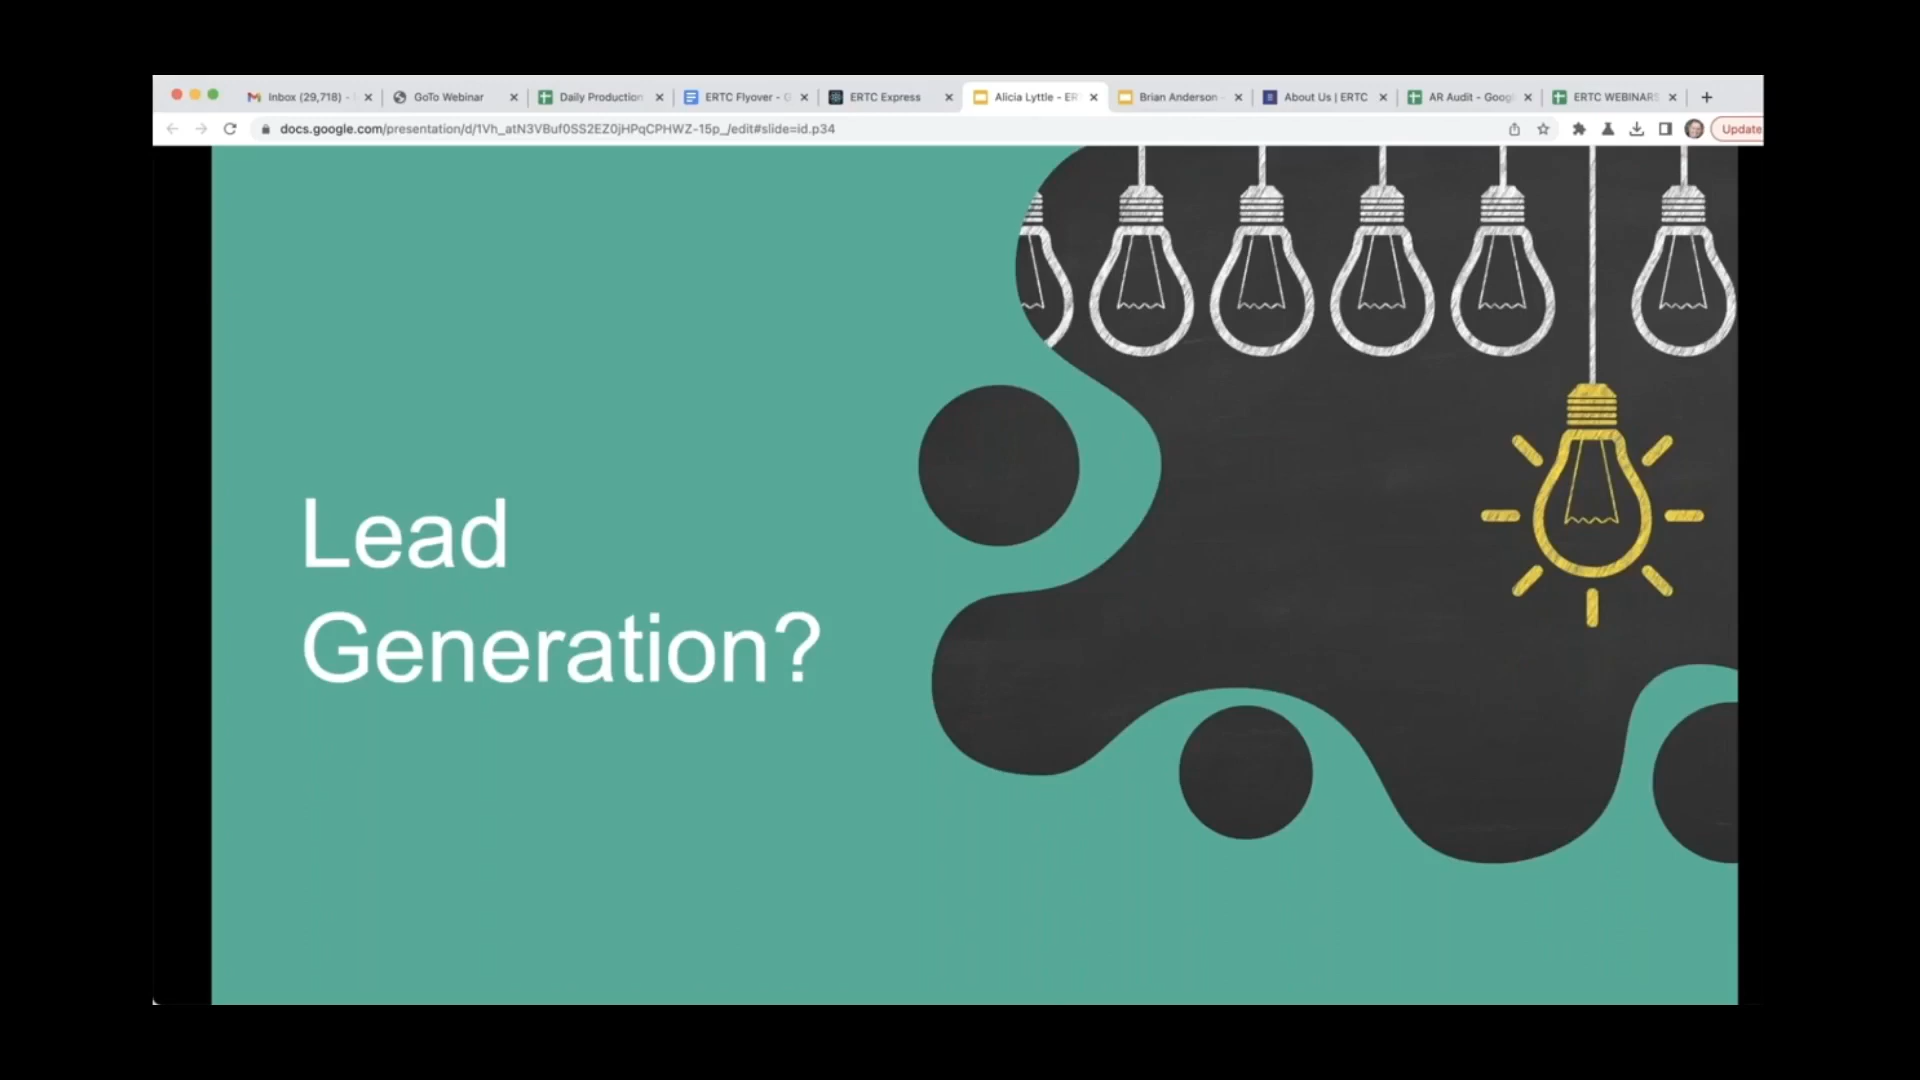 Inbox (29,718) -
GoTo Webinar
Daily Production
ERTC Flyover - G
ERTC Express
Alicia Lyttle - ER
Brian Anderson -
About Us | ERTC
AR Audit - Googl
ERTC WEBINARS
docs.google.com/presentation/d/1Vh_atN3VBuf0SS2EZ0jHPqCPHWZ-15p_/edit#slide=id.p34
Update
Lead
Generation?